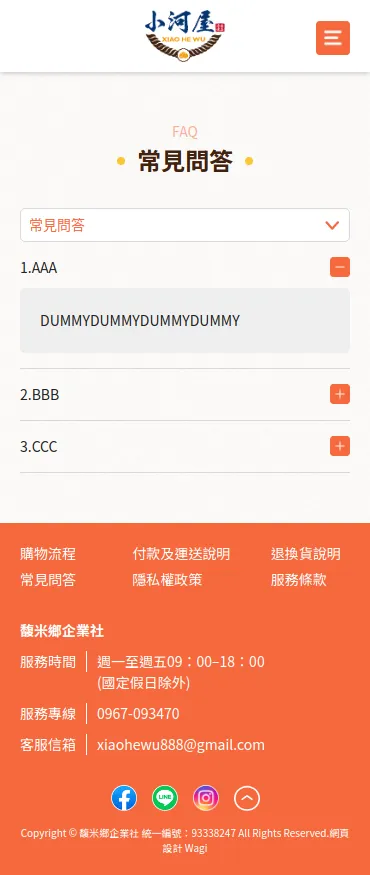 小河屋
XIAO HE WU
FAQ
常見問答
常見問答
1.AAA
DUMMYDUMMYDUMMYDUMMY
2.BBB
3.CCC
購物流程 付款及運送說明 退換貨說明
常見問答 隱私權政策 服務條款
馥米鄉企業社
服務時間 週一至週五09：00–18：00
(國定假日除外)
服務專線 0967-093470
客服信箱 xiaohewu888@gmail.com
LINE
Copyright © 馥米鄉企業社 統一編號：93338247 All Rights Reserved.網頁
設計 Wagi